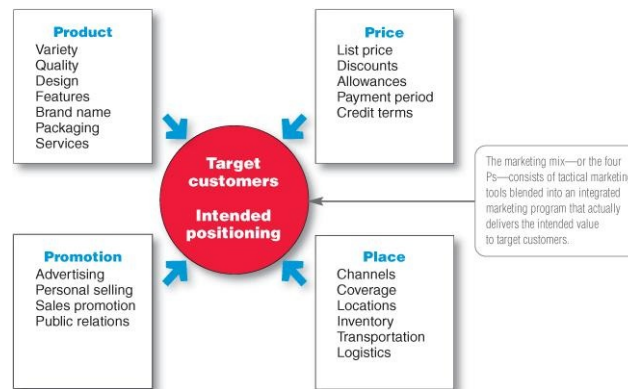 Product
Variety
Quality
Design
Features
Brand name
Packaging
Services
Price
List price
Discounts
Allowances
Payment period
Credit terms
Target
customers
Intended
positioning
The marketing mix—or the four
Ps—consists of tactical marketing
tools blended into an integrated
marketing program that actually
delivers the intended value
to target customers.
Promotion
Advertising
Personal selling
Sales promotion
Public relations
Place
Channels
Coverage
Locations
Inventory
Transportation
Logistics